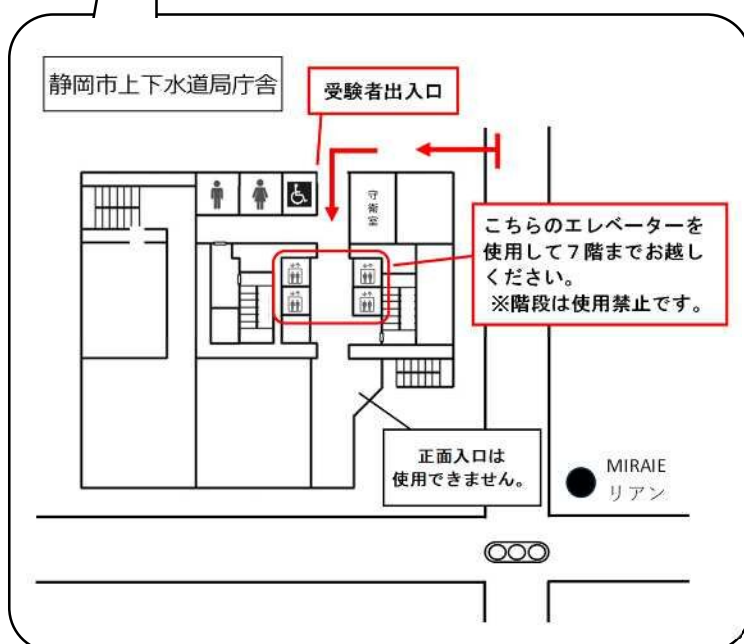 静岡市上下水道局庁舎
受験者出入口
守衛室
こちらのエレベーターを
使用して7階までお越し
ください。
※階段は使用禁止です。
正面入口は
使用できません。
MIRAIE
リアン